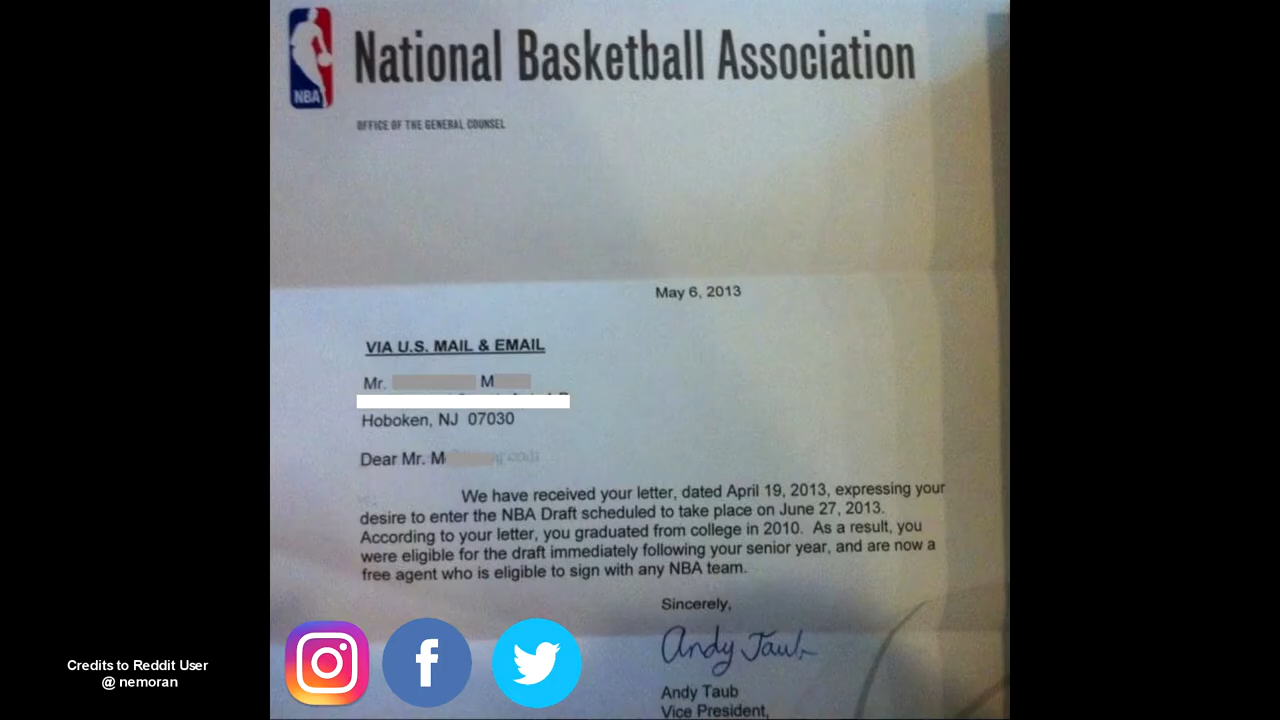 National Basketball Association
NBA
OFFICE OF THE GENERAL COUNSEL
May 6, 2013
VIA U.S. MAIL & EMAIL
Mr. M
Hoboken, NJ 07030
Dear Mr. M
We have received your letter, dated April 19, 2013, expressing your
desire to enter the NBA Draft scheduled to take place on June 27, 2013.
According to your letter, you graduated from college in 2010. As a result, you
were eligible for the draft immediately following your senior year, and are now a
free agent who is eligible to sign with any NBA team.
Sincerely,
Andy Taub
Andy Taub
Vice President,
Credits to Reddit User
@ nemoran